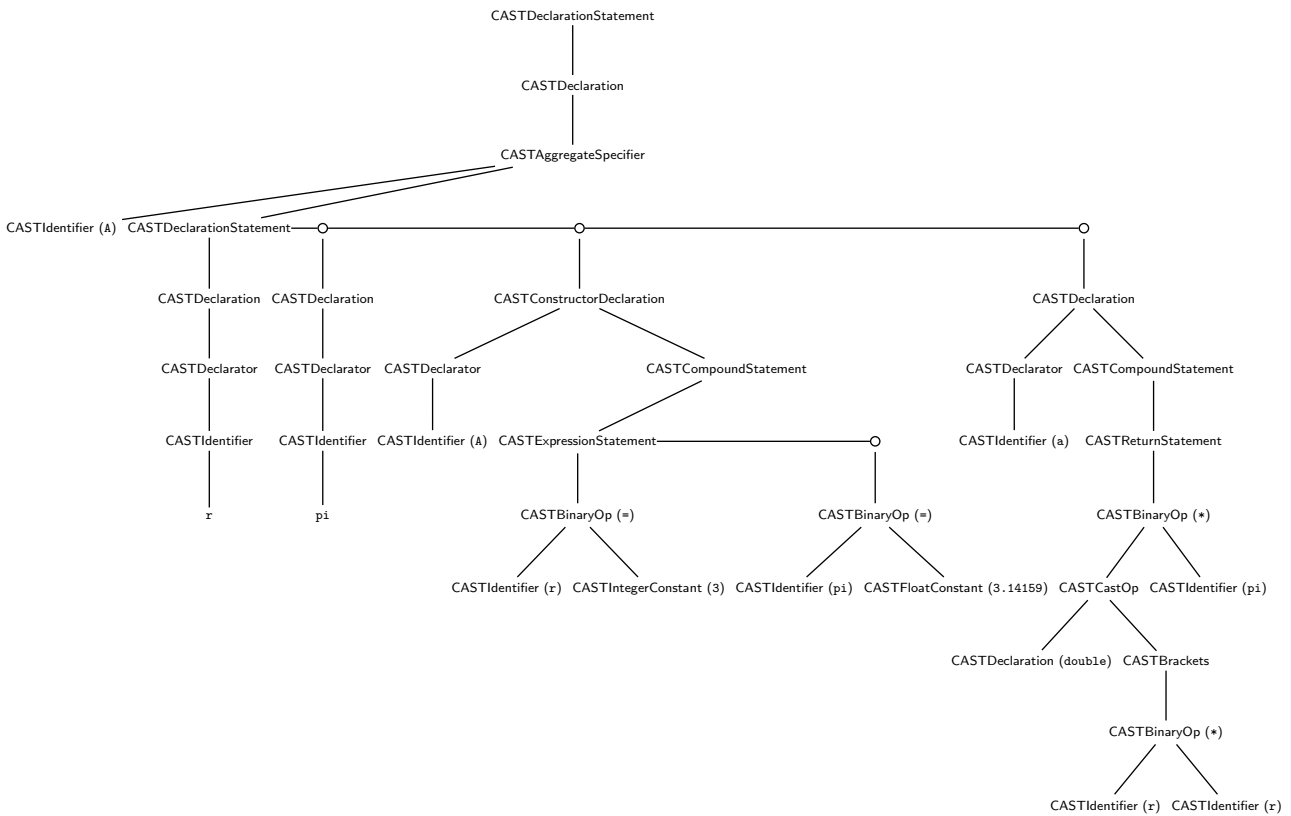 CASTDeclarationStatement
CASTDeclaration
CASTAggregateSpecifier
CASTIdentifier (A) CASTDeclarationStatement
CASTDeclaration CASTDeclaration CASTConstructorDeclaration CASTDeclaration
CASTDeclarator CASTDeclarator CASTDeclarator CASTCompoundStatement CASTDeclarator CASTCompoundStatement
CASTIdentifier CASTIdentifier CASTIdentifier (A) CASTExpressionStatement CASTIdentifier (a) CASTReturnStatement
r pi CASTBinaryOp (=) CASTBinaryOp (=) CASTBinaryOp (*)
CASTIdentifier (r) CASTIntegerConstant (3) CASTIdentifier (pi) CASTFloatConstant (3.14159) CASTCastOp CASTIdentifier (pi)
CASTDeclaration (double) CASTBrackets
CASTBinaryOp (*)
CASTIdentifier (r) CASTIdentifier (r)